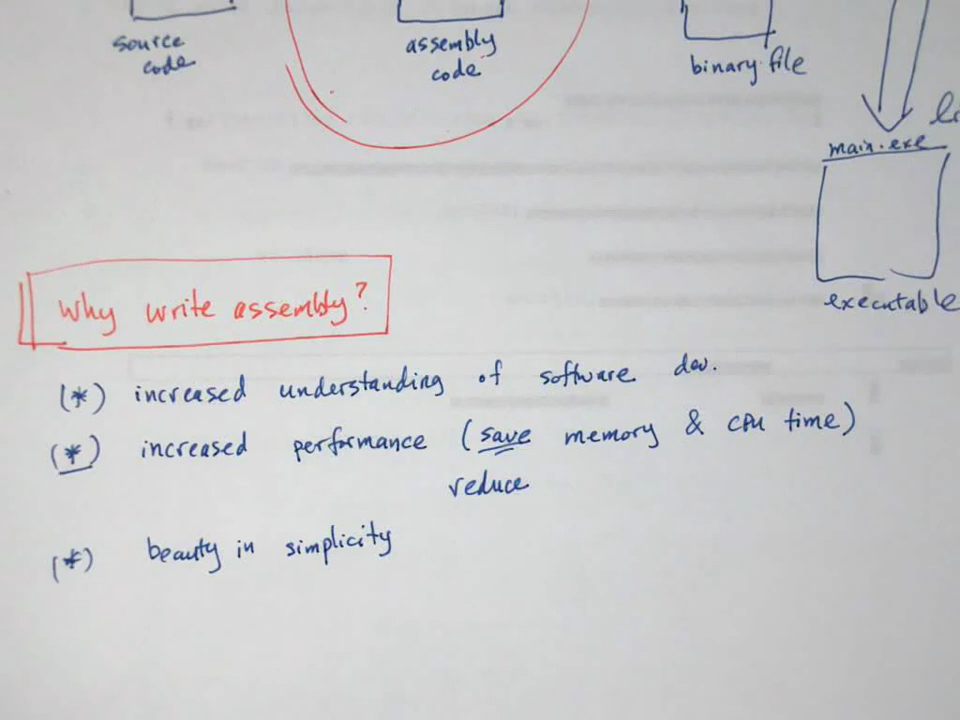 source
code
assembly
code
binary file
main.exe
executable
Why write assembly?
(*) increased understanding of software dev.
(*) increased performance (save memory & CPU time)
reduce
(*) beauty in simplicity